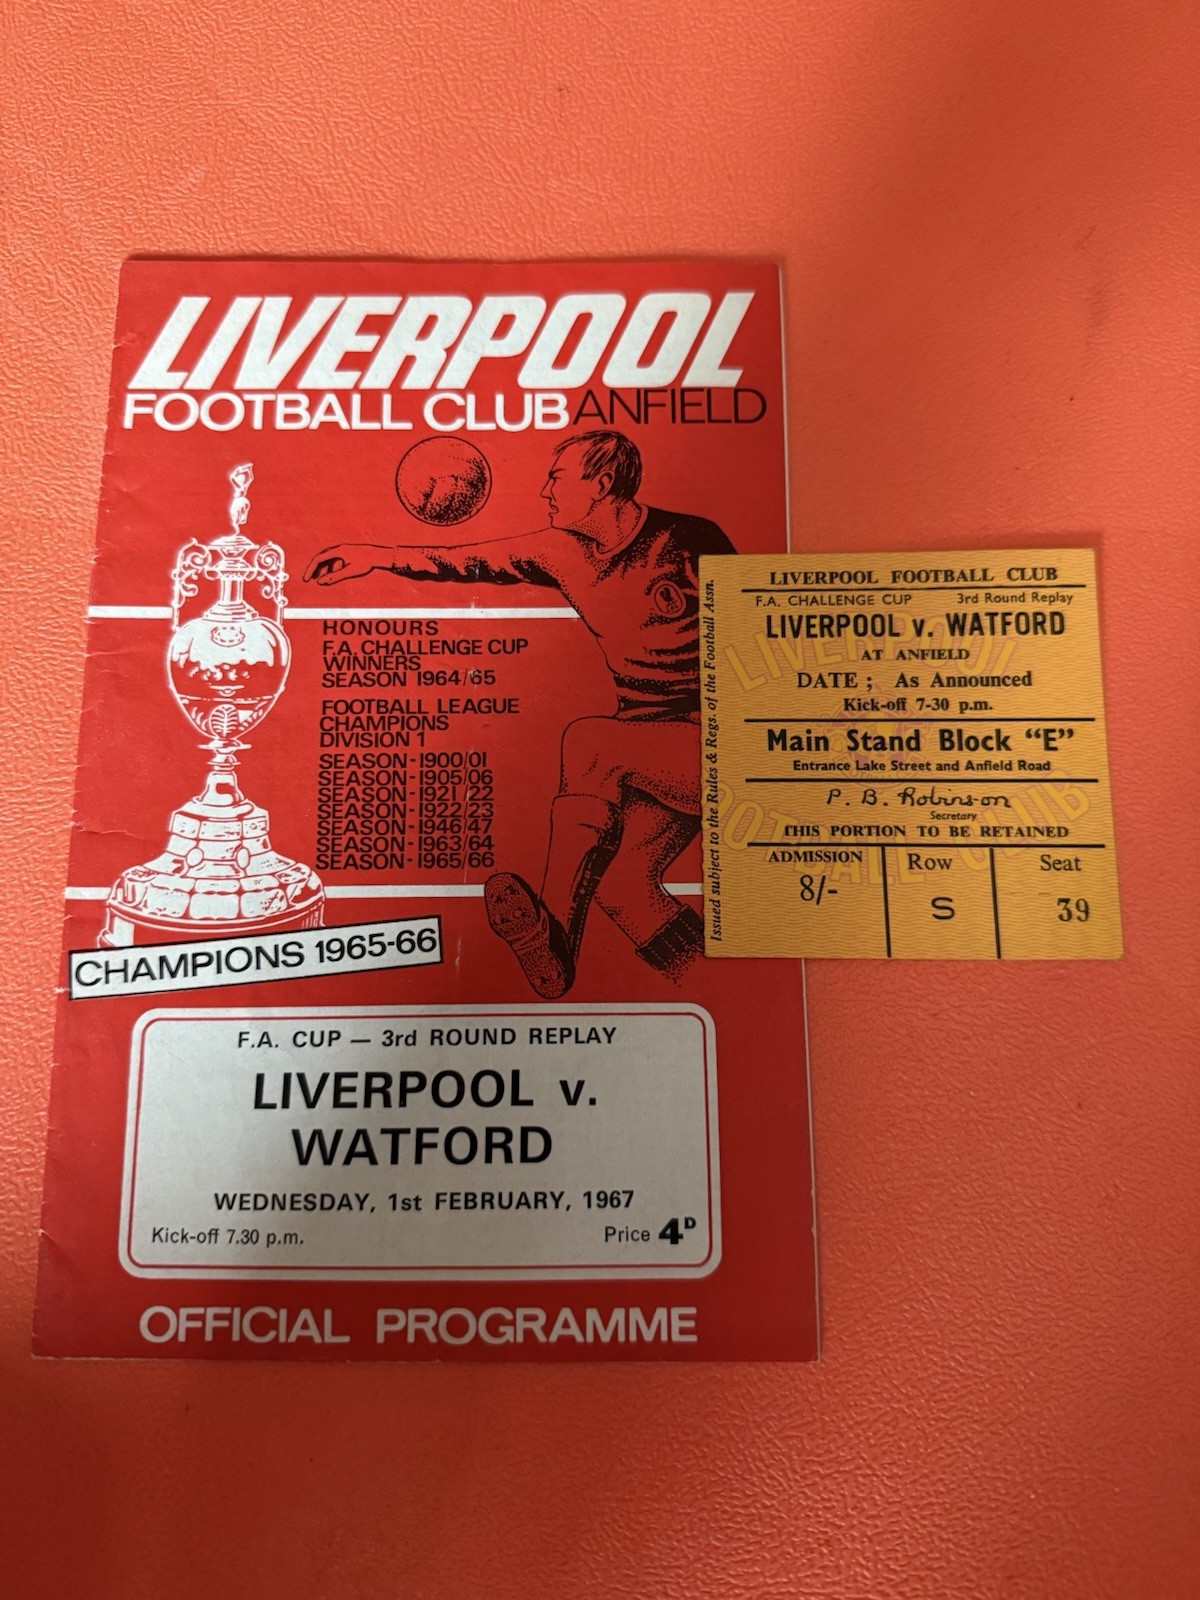 LIVERPOOL
FOOTBALL CLUB ANFIELD
HONOURS
F.A. CHALLENGE CUP
WINNERS
SEASON 1964/65
FOOTBALL LEAGUE
CHAMPIONS
DIVISION 1
SEASON-1900/01
SEASON-1905/06
SEASON-1921/22
SEASON-1922/23
SEASON-1946/47
SEASON-1963/64
SEASON-1965/66
CHAMPIONS 1965-66
F.A. CUP — 3rd ROUND REPLAY
LIVERPOOL v.
WATFORD
WEDNESDAY, 1st FEBRUARY, 1967
Kick-off 7.30 p.m. Price 4D
OFFICIAL PROGRAMME
Issued subject to the Rules & Regs. of the Football Assn.
LIVERPOOL FOOTBALL CLUB
F.A. CHALLENGE CUP 3rd Round Replay
LIVERPOOL v. WATFORD
AT ANFIELD
DATE ; As Announced
Kick-off 7-30 p.m.
Main Stand Block “E”
Entrance Lake Street and Anfield Road
P. B. Robinson
Secretary
THIS PORTION TO BE RETAINED
ADMISSION Row Seat
8/- S 39
LIVERPOOL
FOOTBALL CLUB